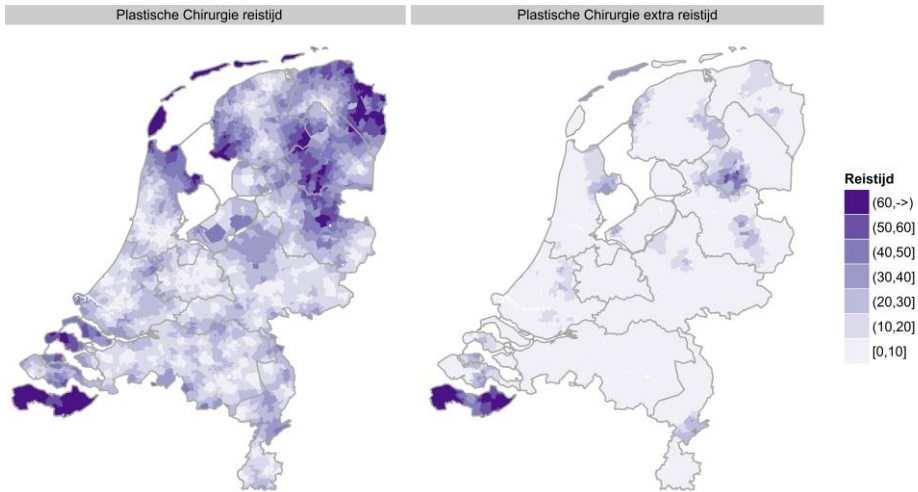 Plastische Chirurgie reistijd
Plastische Chirurgie extra reistijd
Reistijd
(60,->)
(50,60]
(40,50]
(30,40]
(20,30]
(10,20]
[0,10]